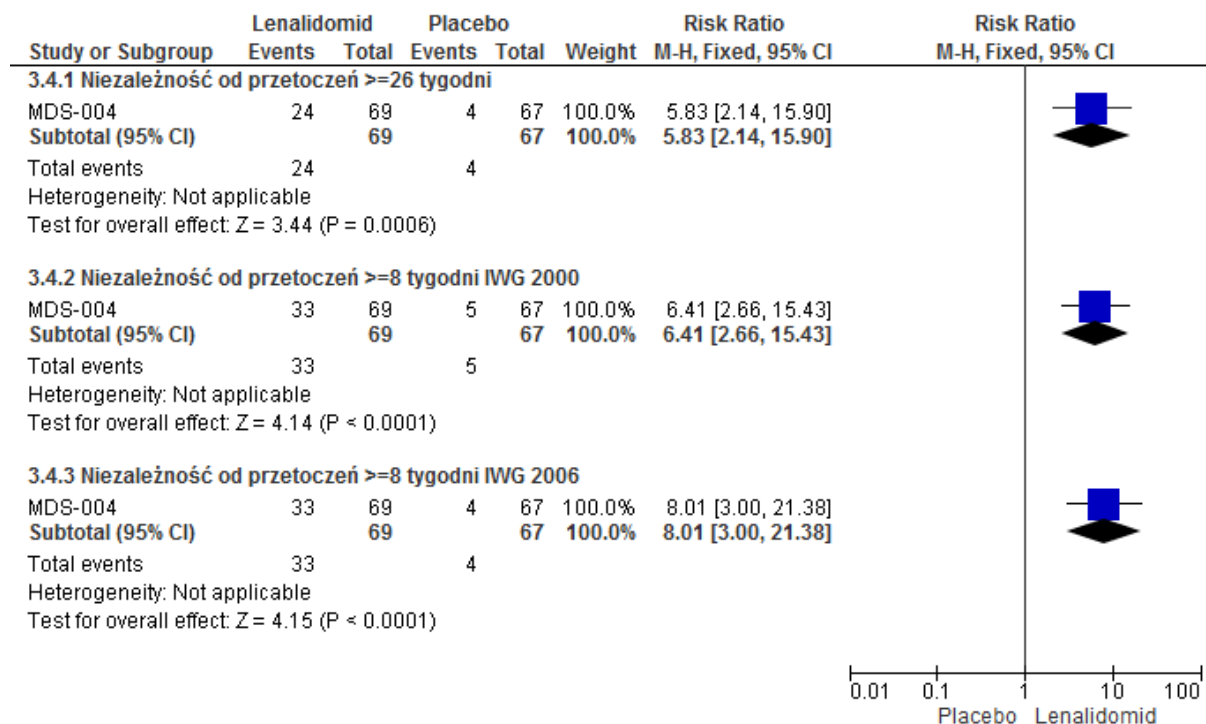 Lenalidomid Placebo Risk Ratio Risk Ratio
Study or Subgroup Events Total Events Total Weight M-H, Fixed, 95% CI M-H, Fixed, 95% CI
3.4.1 Niezależność od przetoczeń >=26 tygodni
MDS-004 24 69 4 67 100.0% 5.83 [2.14, 15.90]
Subtotal (95% CI) 69 67 100.0% 5.83 [2.14, 15.90]
Total events 24 4
Heterogeneity: Not applicable
Test for overall effect: Z = 3.44 (P = 0.0006)
3.4.2 Niezależność od przetoczeń >=8 tygodni IWG 2000
MDS-004 33 69 5 67 100.0% 6.41 [2.66, 15.43]
Subtotal (95% CI) 69 67 100.0% 6.41 [2.66, 15.43]
Total events 33 5
Heterogeneity: Not applicable
Test for overall effect: Z = 4.14 (P < 0.0001)
3.4.3 Niezależność od przetoczeń >=8 tygodni IWG 2006
MDS-004 33 69 4 67 100.0% 8.01 [3.00, 21.38]
Subtotal (95% CI) 69 67 100.0% 8.01 [3.00, 21.38]
Total events 33 4
Heterogeneity: Not applicable
Test for overall effect: Z = 4.15 (P < 0.0001)
0.01 0.1 1 10 100
Placebo Lenalidomid